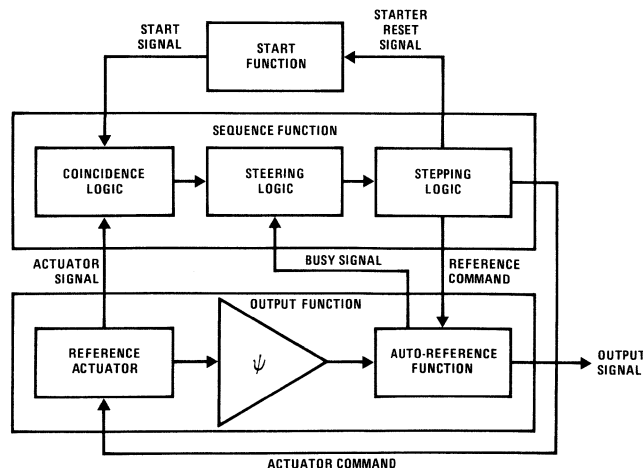 START
SIGNAL
START
FUNCTION
STARTER
RESET
SIGNAL
SEQUENCE FUNCTION
COINCIDENCE
LOGIC
STEERING
LOGIC
STEPPING
LOGIC
ACTUATOR
SIGNAL
BUSY SIGNAL
REFERENCE
COMMAND
OUTPUT FUNCTION
REFERENCE
ACTUATOR
ψ
AUTO-REFERENCE
FUNCTION
OUTPUT
SIGNAL
ACTUATOR COMMAND